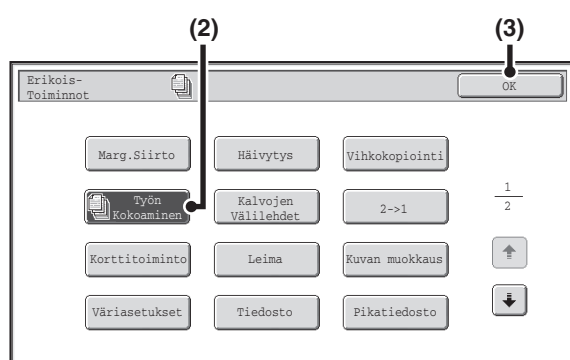 (2)
(3)
Erikois-
Toiminnot
OK
Marg.Siirto
Häivytys
Vihkokopiointi
Työn
Kokoaminen
Kalvojen
Välilehdet
2->1
1
2
Korttitoiminto
Leima
Kuvan muokkaus
Väriasetukset
Tiedosto
Pikatiedosto